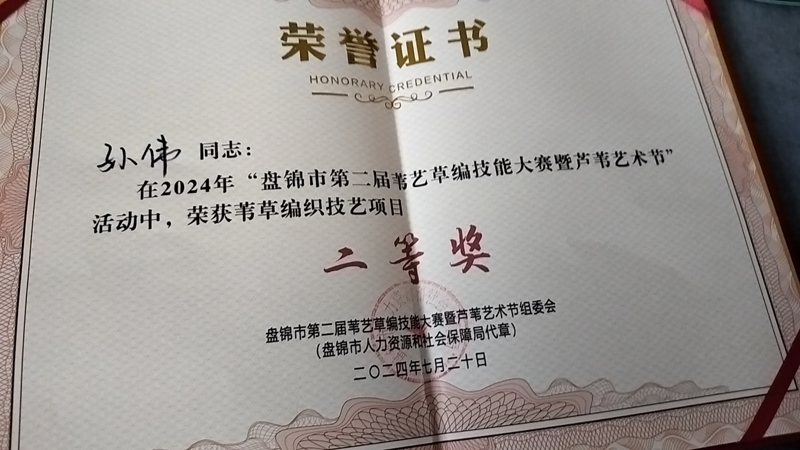 荣誉证书
HONORARY CREDENTIAL
孙伟 同志：
在2024年“盘锦市第二届苇艺草编技能大赛暨芦苇艺术节”
活动中，荣获苇草编织技艺项目
二等奖
盘锦市第二届苇艺草编技能大赛暨芦苇艺术节组委会
(盘锦市人力资源和社会保障局代章)
二〇二四年七月二十日